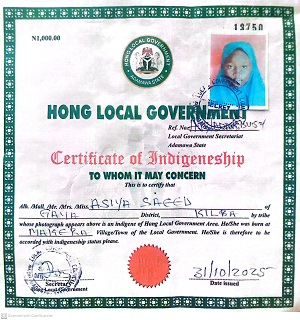 ₦1,000.00
13750
HONG LOCAL GOVERNMENT
ADAMAWA STATE
HONG LOCAL GOVERNMENT
Ref. No:
Local Government Secretariat
Adamawa State
Certificate of Indigeneship
TO WHOM IT MAY CONCERN
This is to certify that
Alh. Mall. Mr. Mrs. Miss. ASIYA SAEED of
GAYA District, KILBA by tribe
whose photograph appears above is an indigene of Hong Local Government Area. He/She was born at
Village/Town of the Local Government. He/She is therefore to be
accorded with indigeneship status please.
31/10/2025
Secretary
Hong Local Government